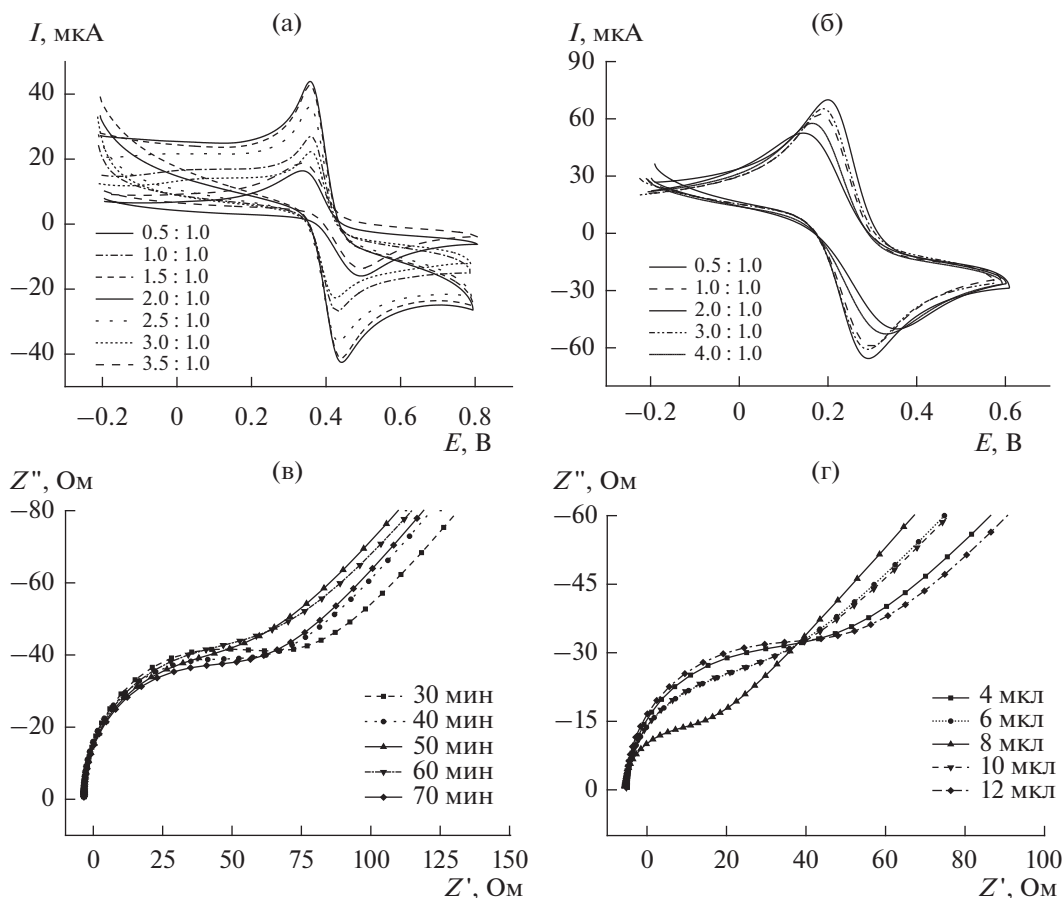 (а)
I, мкА
40
20
0
−20
−40
0.5 : 1.0
1.0 : 1.0
1.5 : 1.0
2.0 : 1.0
2.5 : 1.0
3.0 : 1.0
3.5 : 1.0
−0.2 0 0.2 0.4 0.6 0.8
E, В
(б)
I, мкА
90
60
30
0
−30
−60
0.5 : 1.0
1.0 : 1.0
2.0 : 1.0
3.0 : 1.0
4.0 : 1.0
−0.2 0 0.2 0.4 0.6
E, В
(в)
Z", Ом
−80
−60
−40
−20
0
30 мин
40 мин
50 мин
60 мин
70 мин
0 25 50 75 100 125 150
Z', Ом
(г)
Z", Ом
−60
−45
−30
−15
0
4 мкл
6 мкл
8 мкл
10 мкл
12 мкл
0 20 40 60 80 100
Z', Ом